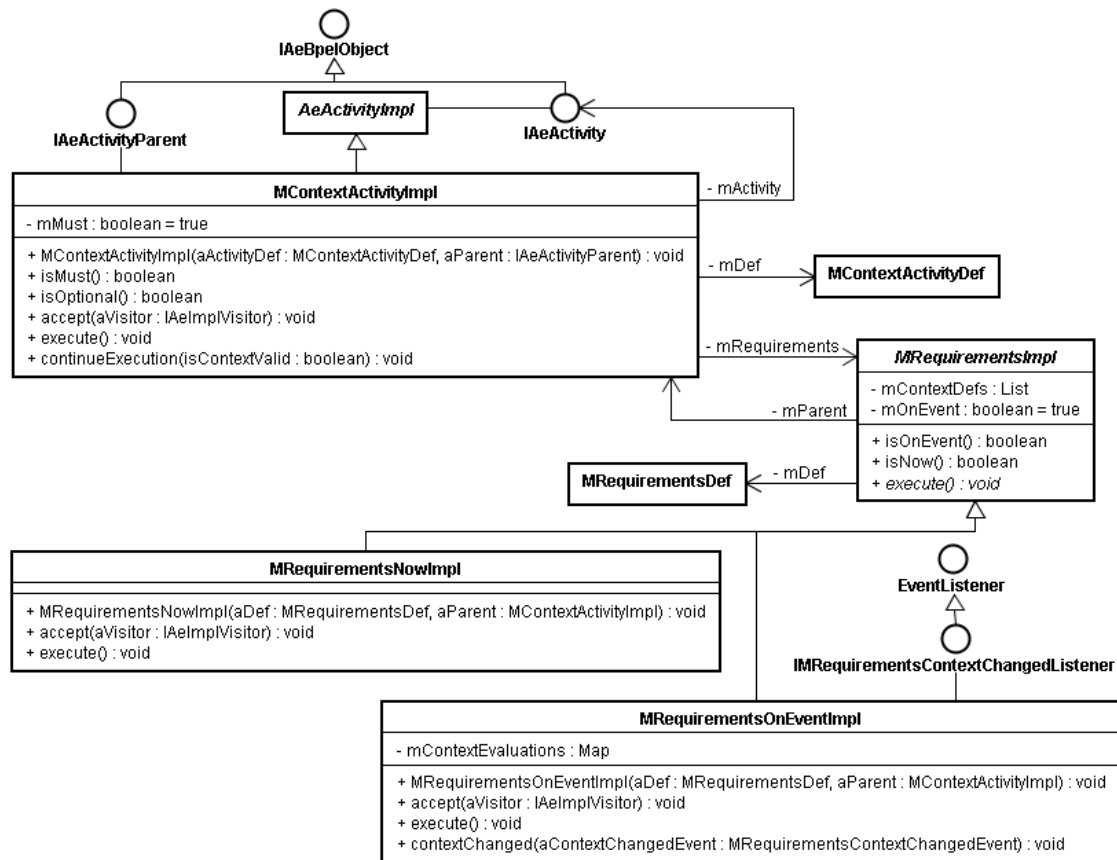 IAeBpelObject
AeActivityImpl
IAeActivityParent
IAeActivity
MContextActivityImpl
- mMust : boolean = true
+ MContextActivityImpl(aActivityDef : MContextActivityDef, aParent : IAeActivityParent) : void
+ isMust() : boolean
+ isOptional() : boolean
+ accept(aVisitor : IAeImplVisitor) : void
+ execute() : void
+ continueExecution(isContextValid : boolean) : void
- mActivity
- mDef
MContextActivityDef
- mRequirements
- mParent
MRequirementsImpl
- mContextDefs : List
- mOnEvent : boolean = true
+ isOnEvent() : boolean
+ isNow() : boolean
+ execute() : void
MRequirementsDef
- mDef
MRequirementsNowImpl
+ MRequirementsNowImpl(aDef : MRequirementsDef, aParent : MContextActivityImpl) : void
+ accept(aVisitor : IAeImplVisitor) : void
+ execute() : void
EventListener
IMRequirementsContextChangedListener
MRequirementsOnEventImpl
- mContextEvaluations : Map
+ MRequirementsOnEventImpl(aDef : MRequirementsDef, aParent : MContextActivityImpl) : void
+ accept(aVisitor : IAeImplVisitor) : void
+ execute() : void
+ contextChanged(aContextChangedEvent : MRequirementsContextChangedEvent) : void